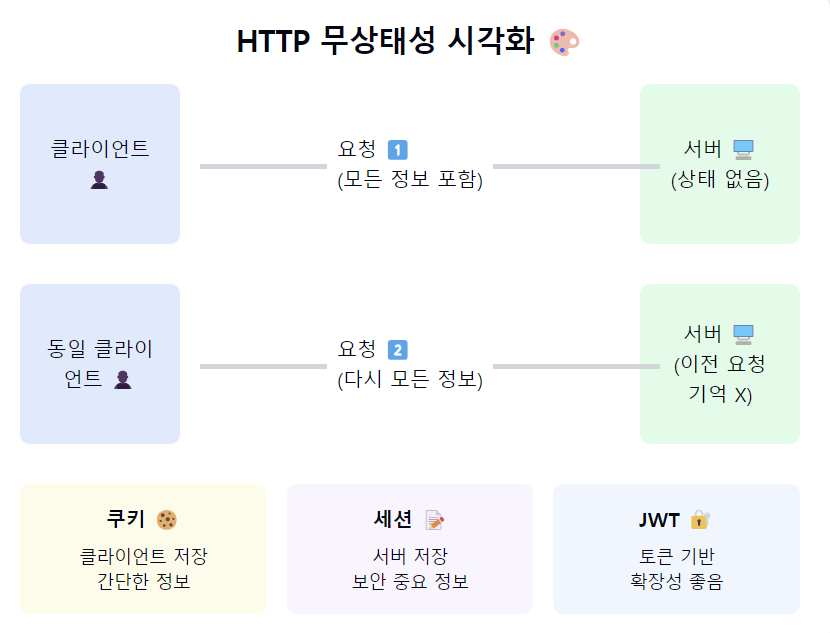 HTTP 무상태성 시각화 🎨
클라이언트
👤
요청 1️⃣
(모든 정보 포함)
서버 🖥️
(상태 없음)
동일 클라이
언트 👤
요청 2️⃣
(다시 모든 정보)
서버 🖥️
(이전 요청
기억 X)
쿠키 🍪
클라이언트 저장
간단한 정보
세션 📝
서버 저장
보안 중요 정보
JWT 🔐
토큰 기반
확장성 좋음